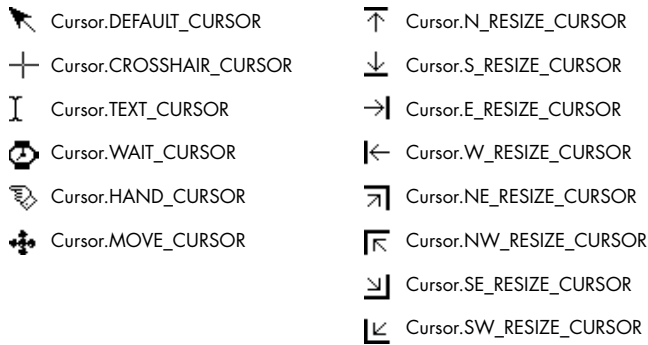 Cursor.DEFAULT_CURSOR
Cursor.CROSSHAIR_CURSOR
Cursor.TEXT_CURSOR
Cursor.WAIT_CURSOR
Cursor.HAND_CURSOR
Cursor.MOVE_CURSOR
Cursor.N_RESIZE_CURSOR
Cursor.S_RESIZE_CURSOR
Cursor.E_RESIZE_CURSOR
Cursor.W_RESIZE_CURSOR
Cursor.NE_RESIZE_CURSOR
Cursor.NW_RESIZE_CURSOR
Cursor.SE_RESIZE_CURSOR
Cursor.SW_RESIZE_CURSOR